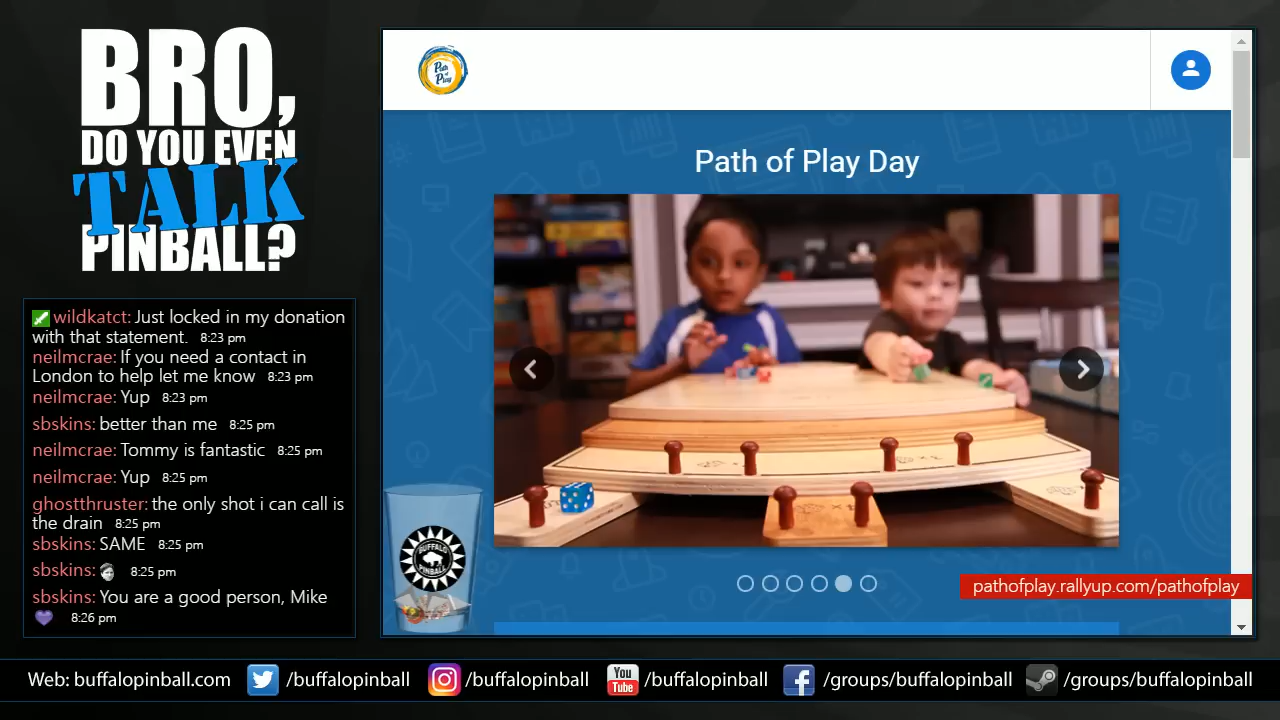 BRO,
DO YOU EVEN
TALK
PINBALL?
wildkatct: Just locked in my donation
with that statement. 8:23 pm
neilmcrae: If you need a contact in
London to help let me know 8:23 pm
neilmcrae: Yup 8:23 pm
sbskins: better than me 8:25 pm
neilmcrae: Tommy is fantastic 8:25 pm
neilmcrae: Yup 8:25 pm
ghostthruster: the only shot i can call is
the drain 8:25 pm
sbskins: SAME 8:25 pm
sbskins: 8:25 pm
sbskins: You are a good person, Mike
8:26 pm
Path
of
Play
Path of Play Day
BUFFALO
PINBALL
pathofplay.rallyup.com/pathofplay
Web: buffalopinball.com
/buffalopinball
/buffalopinball
You
Tube
/buffalopinball
/groups/buffalopinball
/groups/buffalopinball